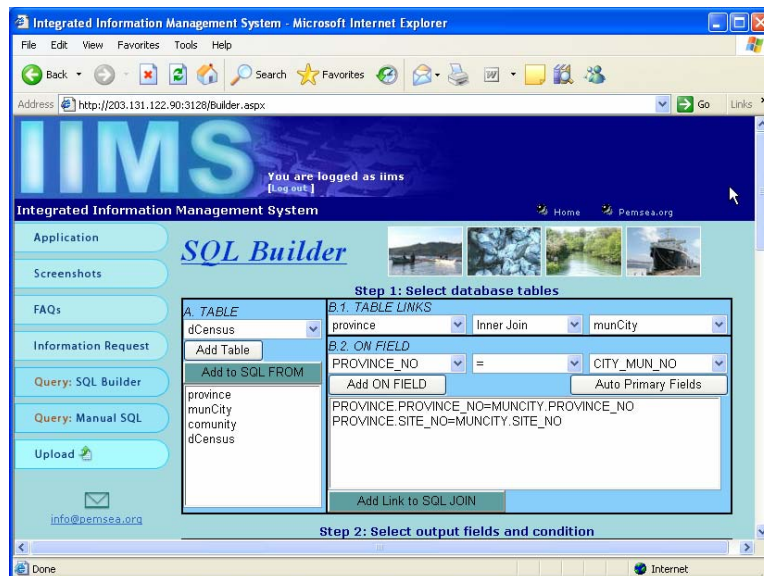 Integrated Information Management System - Microsoft Internet Explorer
File Edit View Favorites Tools Help
Back Search Favorites
Address http://203.131.122.90:3128/Builder.aspx Go Links
IIMS
You are logged as iims
[Log out ]
Integrated Information Management System Home Pemsea.org
Application
Screenshots
FAQs
Information Request
Query: SQL Builder
Query: Manual SQL
Upload
info@pemsea.org
SQL Builder
Step 1: Select database tables
A. TABLE
dCensus
Add Table
Add to SQL FROM
province
munCity
comunity
dCensus
B.1. TABLE LINKS
province Inner Join munCity
B.2. ON FIELD
PROVINCE_NO = CITY_MUN_NO
Add ON FIELD Auto Primary Fields
PROVINCE.PROVINCE_NO=MUNCITY.PROVINCE_NO
PROVINCE.SITE_NO=MUNCITY.SITE_NO
Add Link to SQL JOIN
Step 2: Select output fields and condition
Done Internet